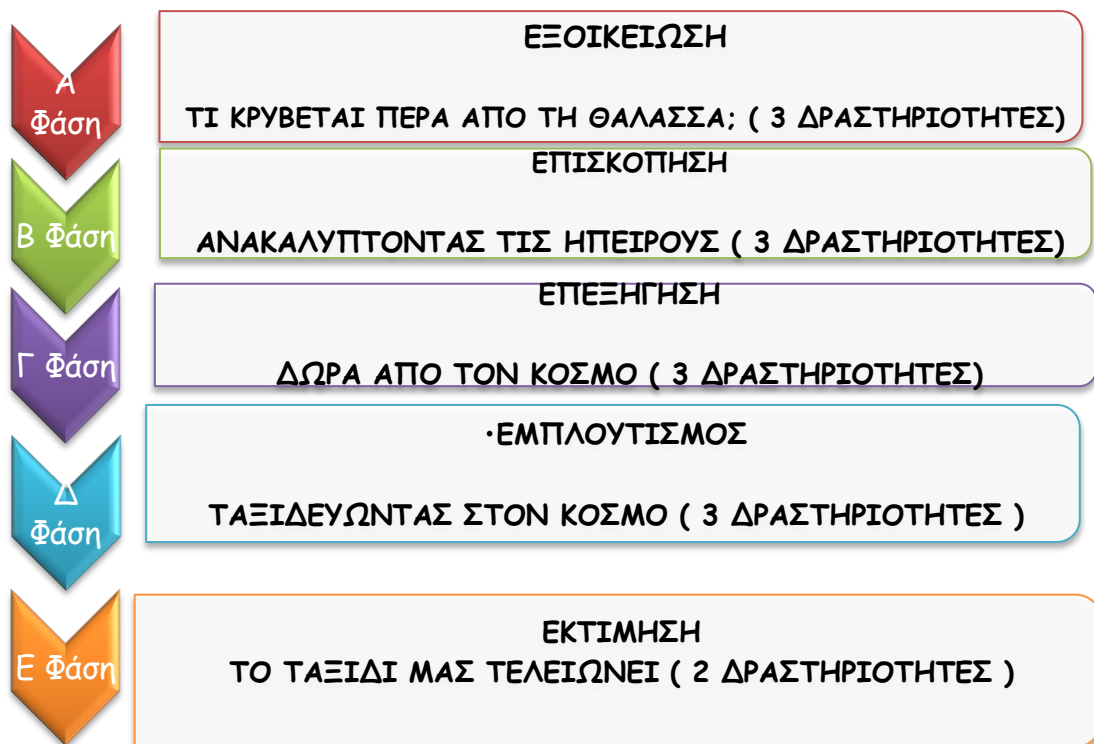 Α
Φάση
ΕΞΟΙΚΕΙΩΣΗ
ΤΙ ΚΡΥΒΕΤΑΙ ΠΕΡΑ ΑΠΟ ΤΗ ΘΑΛΑΣΣΑ; ( 3 ΔΡΑΣΤΗΡΙΟΤΗΤΕΣ)
Β Φάση
ΕΠΙΣΚΟΠΗΣΗ
ΑΝΑΚΑΛΥΠΤΟΝΤΑΣ ΤΙΣ ΗΠΕΙΡΟΥΣ ( 3 ΔΡΑΣΤΗΡΙΟΤΗΤΕΣ)
Γ Φάση
ΕΠΕΞΗΓΗΣΗ
ΔΩΡΑ ΑΠΟ ΤΟΝ ΚΟΣΜΟ ( 3 ΔΡΑΣΤΗΡΙΟΤΗΤΕΣ)
Δ
Φάση
•ΕΜΠΛΟΥΤΙΣΜΟΣ
ΤΑΞΙΔΕΥΩΝΤΑΣ ΣΤΟΝ ΚΟΣΜΟ ( 3 ΔΡΑΣΤΗΡΙΟΤΗΤΕΣ )
Ε Φάση
ΕΚΤΙΜΗΣΗ
ΤΟ ΤΑΞΙΔΙ ΜΑΣ ΤΕΛΕΙΩΝΕΙ ( 2 ΔΡΑΣΤΗΡΙΟΤΗΤΕΣ )